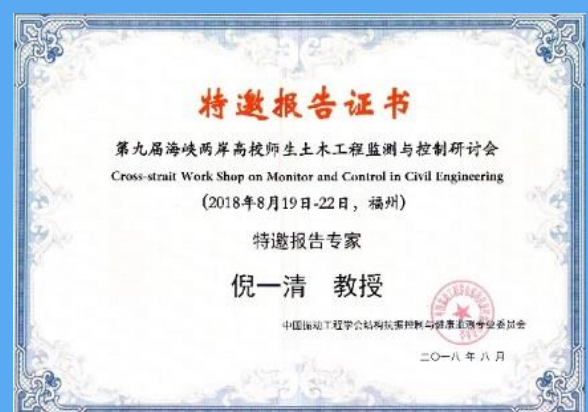 特邀报告证书
第九届海峡两岸高校师生土木工程监测与控制研讨会
Cross-strait Work Shop on Monitor and Control in Civil Engineering
(2018年8月19日-22日，福州)
特邀报告专家
倪一清 教授
中国振动工程学会结构抗振控制与健康监测专业委员会
二〇一八年八月